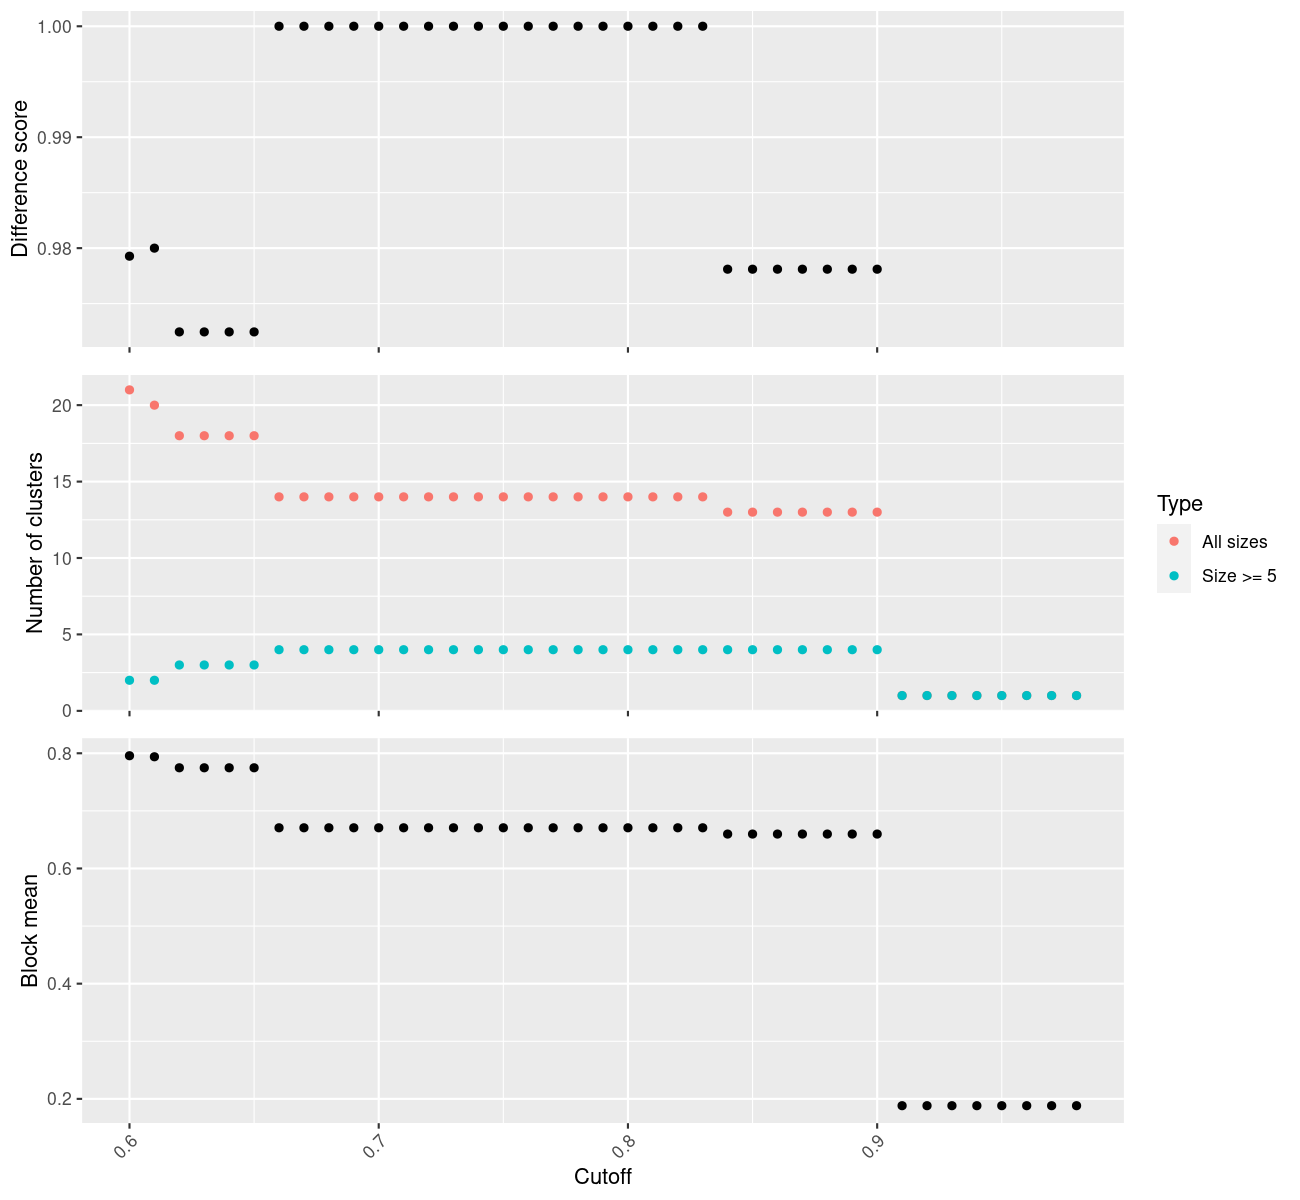 1.00
0.99
0.98
Difference score
20
15
10
5
0
Number of clusters
Type
All sizes
Size >= 5
0.8
0.6
0.4
0.2
Block mean
0.6
0.7
0.8
0.9
Cutoff